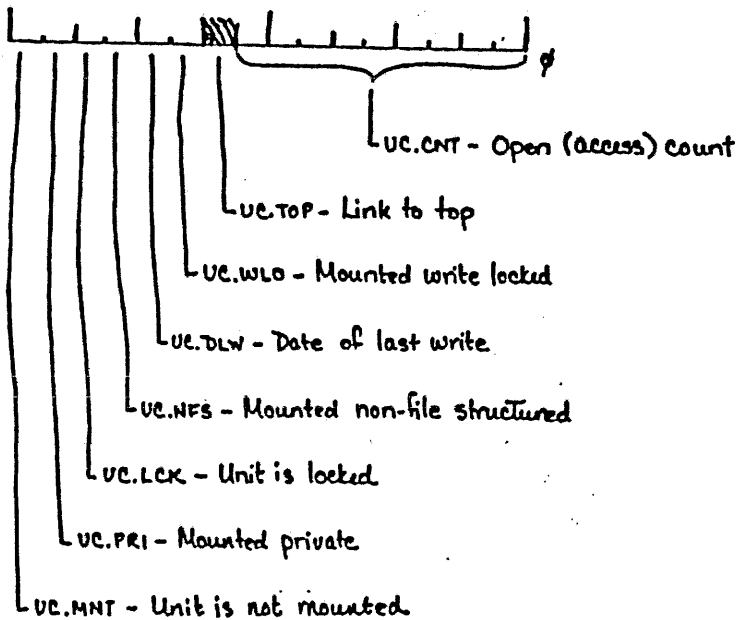 ø
UC.CNT - Open (access) count
UC.TOP - Link to top
UC.WLO - Mounted write locked
UC.DLW - Date of last write
UC.NFS - Mounted non-file structured
UC.LCK - Unit is locked
UC.PRI - Mounted private
UC.MNT - Unit is not mounted